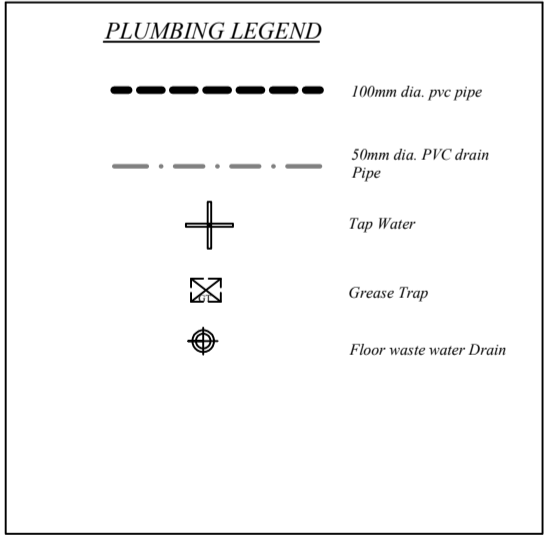 PLUMBING LEGEND
100mm dia. pvc pipe
50mm dia. PVC drain
Pipe
Tap Water
Grease Trap
Floor waste water Drain